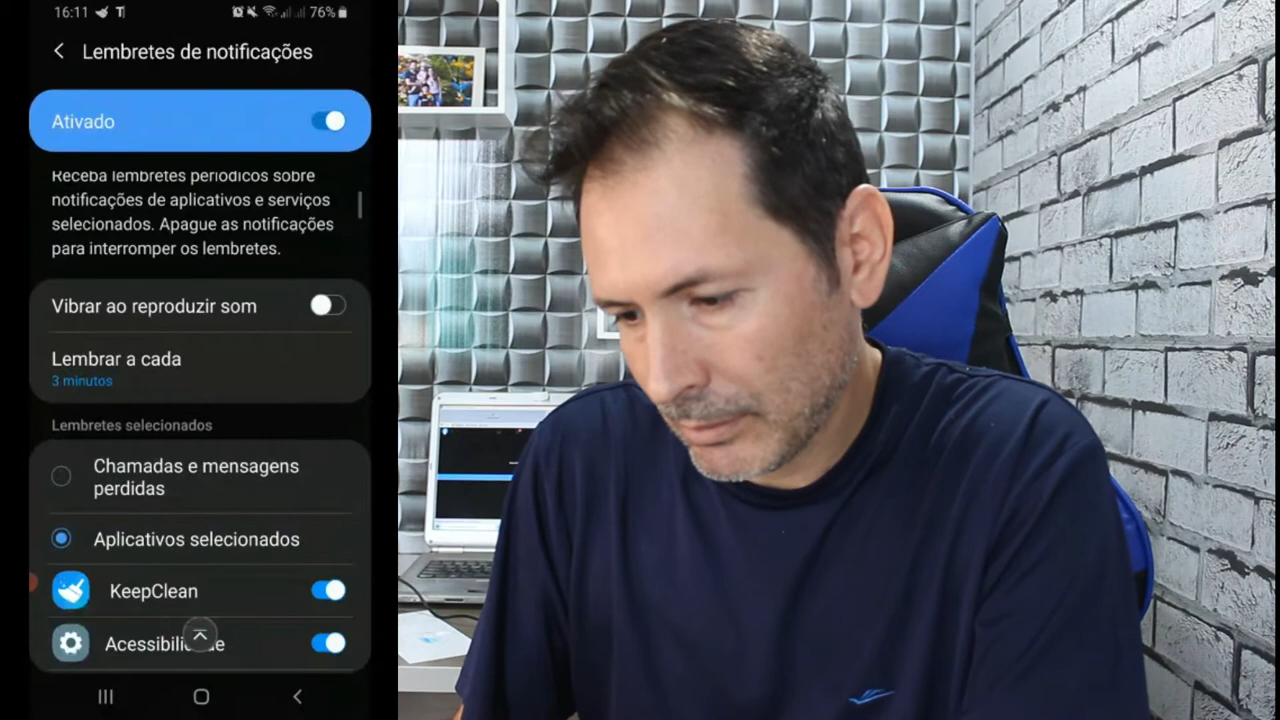 16:11
76%
Lembretes de notificações
Ativado
Receba lembretes periódicos sobre
notificações de aplicativos e serviços
selecionados. Apague as notificações
para interromper os lembretes.
Vibrar ao reproduzir som
Lembrar a cada
3 minutos
Lembretes selecionados
Chamadas e mensagens
perdidas
Aplicativos selecionados
KeepClean